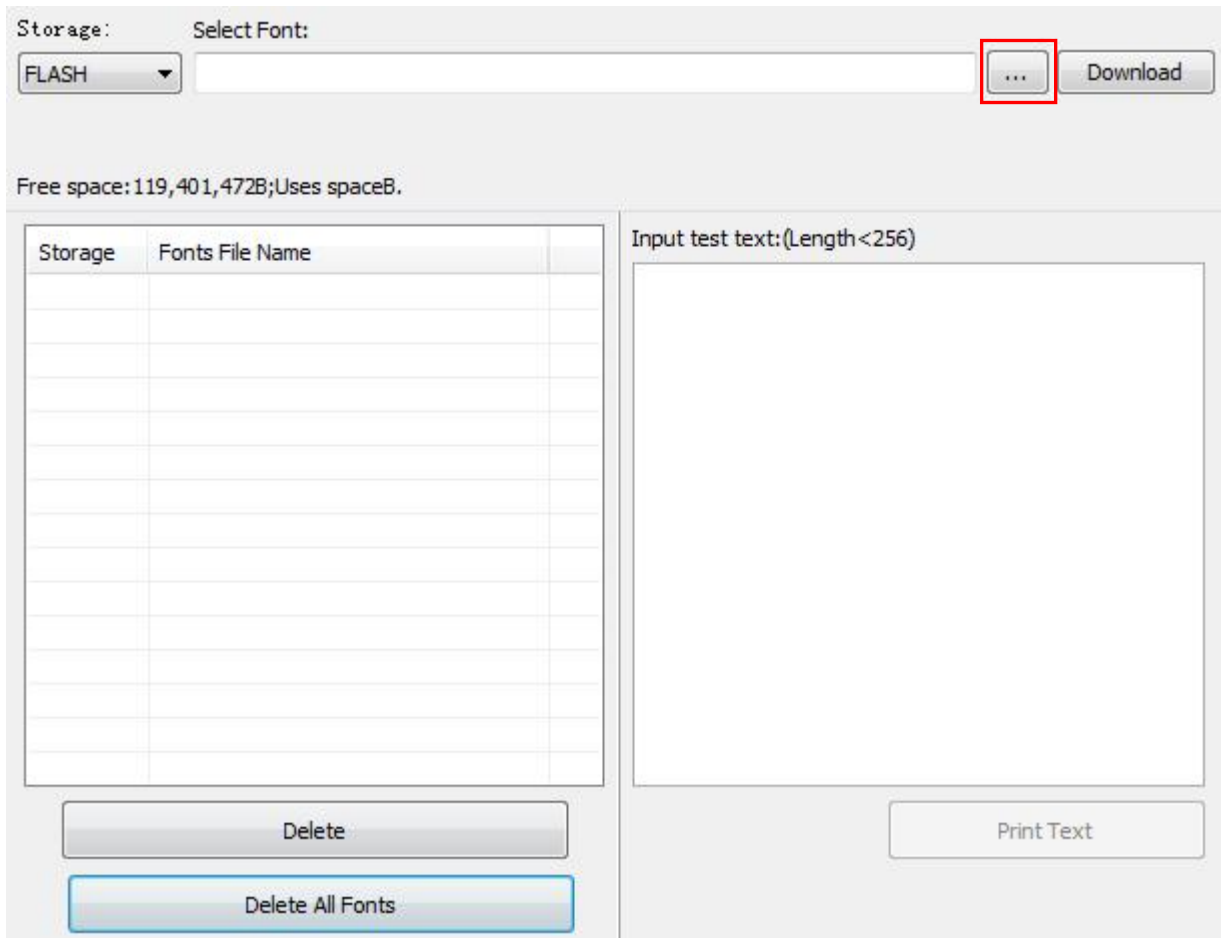 Storage: Select Font:
FLASH ... Download
Free space:119,401,472B;Uses spaceB.
Storage Fonts File Name
Input test text:(Length<256)
Delete
Print Text
Delete All Fonts